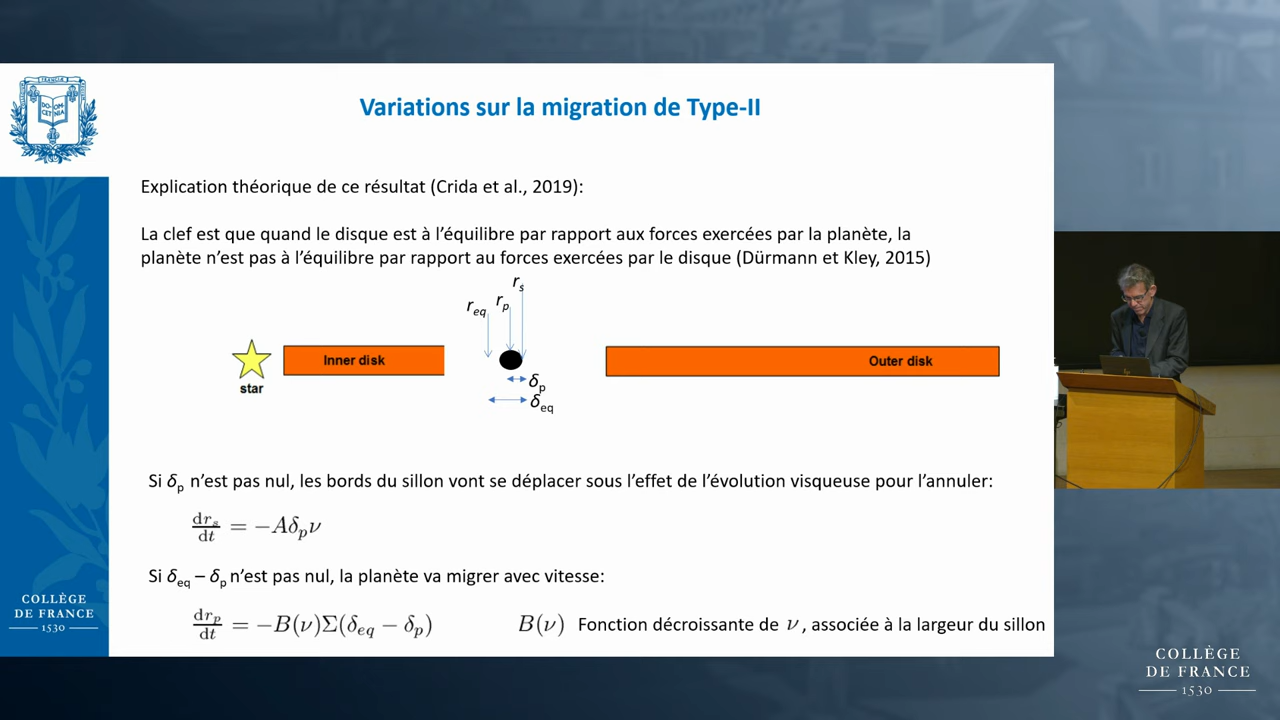 Variations sur la migration de Type-II
Explication théorique de ce résultat (Crida et al., 2019):
La clef est que quand le disque est à l'équilibre par rapport aux forces exercées par la planète, la
planète n'est pas à l'équilibre par rapport au forces exercées par le disque (Dürmann et Kley, 2015)
r_s
r_eq r_p
Inner disk
Outer disk
star
δ_p
δ_eq
Si δ_p n'est pas nul, les bords du sillon vont se déplacer sous l'effet de l'évolution visqueuse pour l'annuler:
dr_s/dt = −Aδ_pν
Si δ_eq – δ_p n'est pas nul, la planète va migrer avec vitesse:
dr_p/dt = −B(ν)Σ(δ_eq − δ_p) B(ν) Fonction décroissante de ν, associée à la largeur du sillon
COLLÈGE
DE FRANCE
1530
COLLÈGE
DE FRANCE
1530